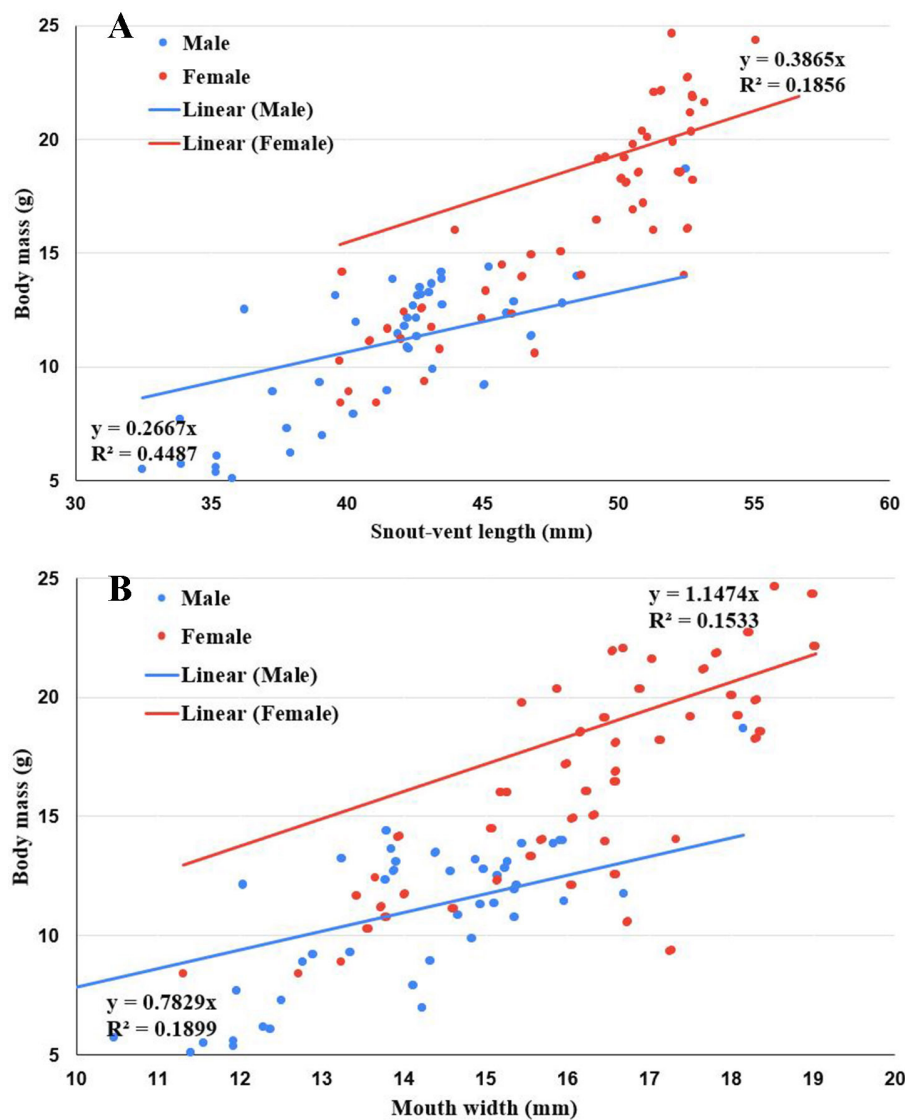 A
Male
Female
Linear (Male)
Linear (Female)
y = 0.3865x
R² = 0.1856
y = 0.2667x
R² = 0.4487
25
20
15
10
5
Body mass (g)
30 35 40 45 50 55 60
Snout-vent length (mm)
B
Male
Female
Linear (Male)
Linear (Female)
y = 1.1474x
R² = 0.1533
y = 0.7829x
R² = 0.1899
25
20
15
10
5
Body mass (g)
10 11 12 13 14 15 16 17 18 19 20
Mouth width (mm)